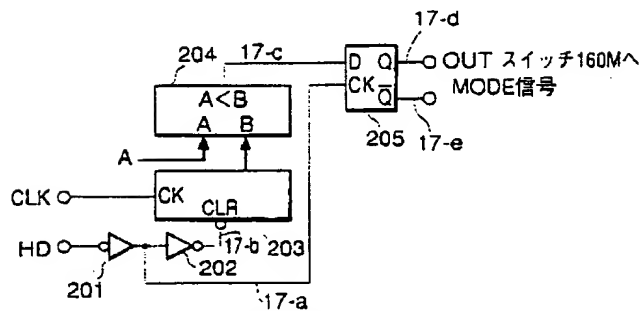 204
17-c
17-d
D Q
OUT スイッチ160Mへ
MODE信号
A<B
CK Q̅
A B
205
17-e
A
CLK
CK
CLR
HD
17-b
203
201
202
17-a